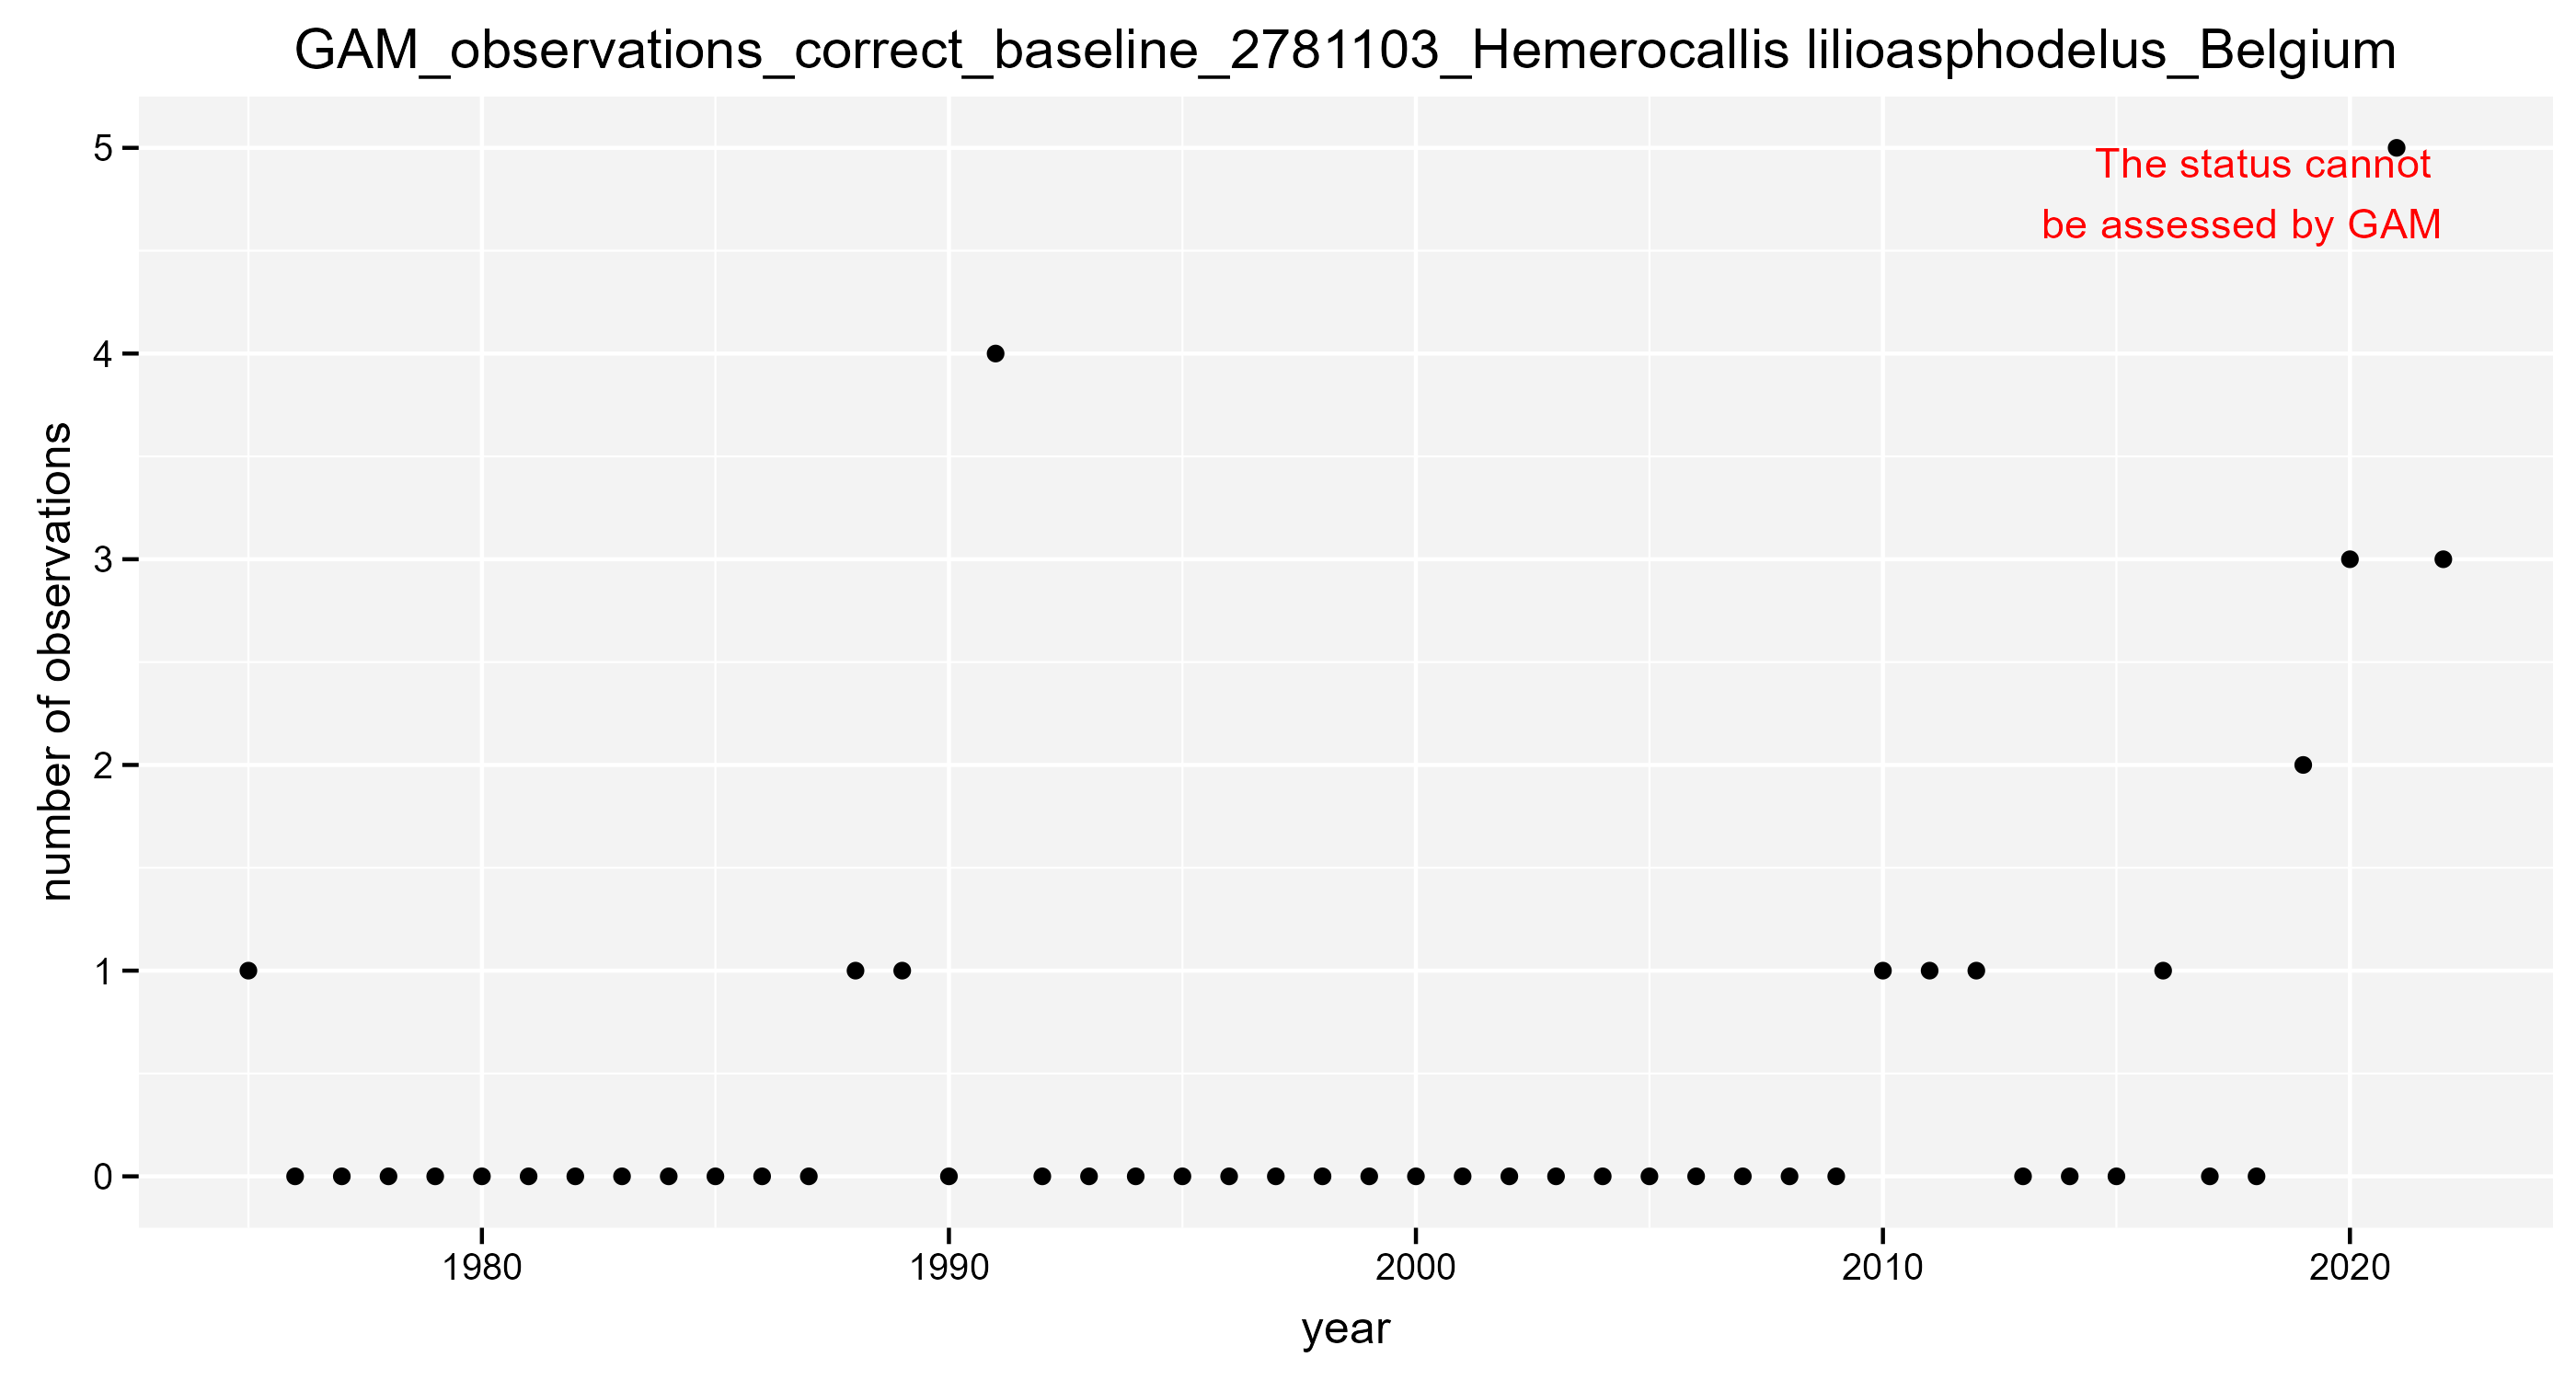 GAM_observations_correct_baseline_2781103_Hemerocallis lilioasphodelus_Belgium
The status cannot
be assessed by GAM
number of observations
5
4
3
2
1
0
1980
1990
2000
2010
2020
year